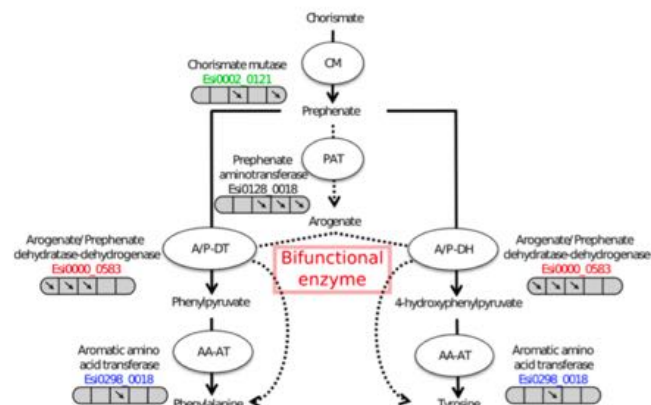 Chorismate
CM
Chorismate mutase
Esi0002_0121
Prephenate
PAT
Prephenate
aminotransferase
Esi0128_0018
Arogenate
Arogenate/Prephenate
dehydratase-dehydrogenase
Esi0000_0583
A/P-DT
Bifunctional
enzyme
A/P-DH
Arogenate/Prephenate
dehydratase-dehydrogenase
Esi0000_0583
Phenylpyruvate
4-hydroxyphenylpyruvate
Aromatic amino
acid transferase
Esi0298_0018
AA-AT
AA-AT
Aromatic amino
acid transferase
Esi0298_0018
Phenylalanine
Tyrosine